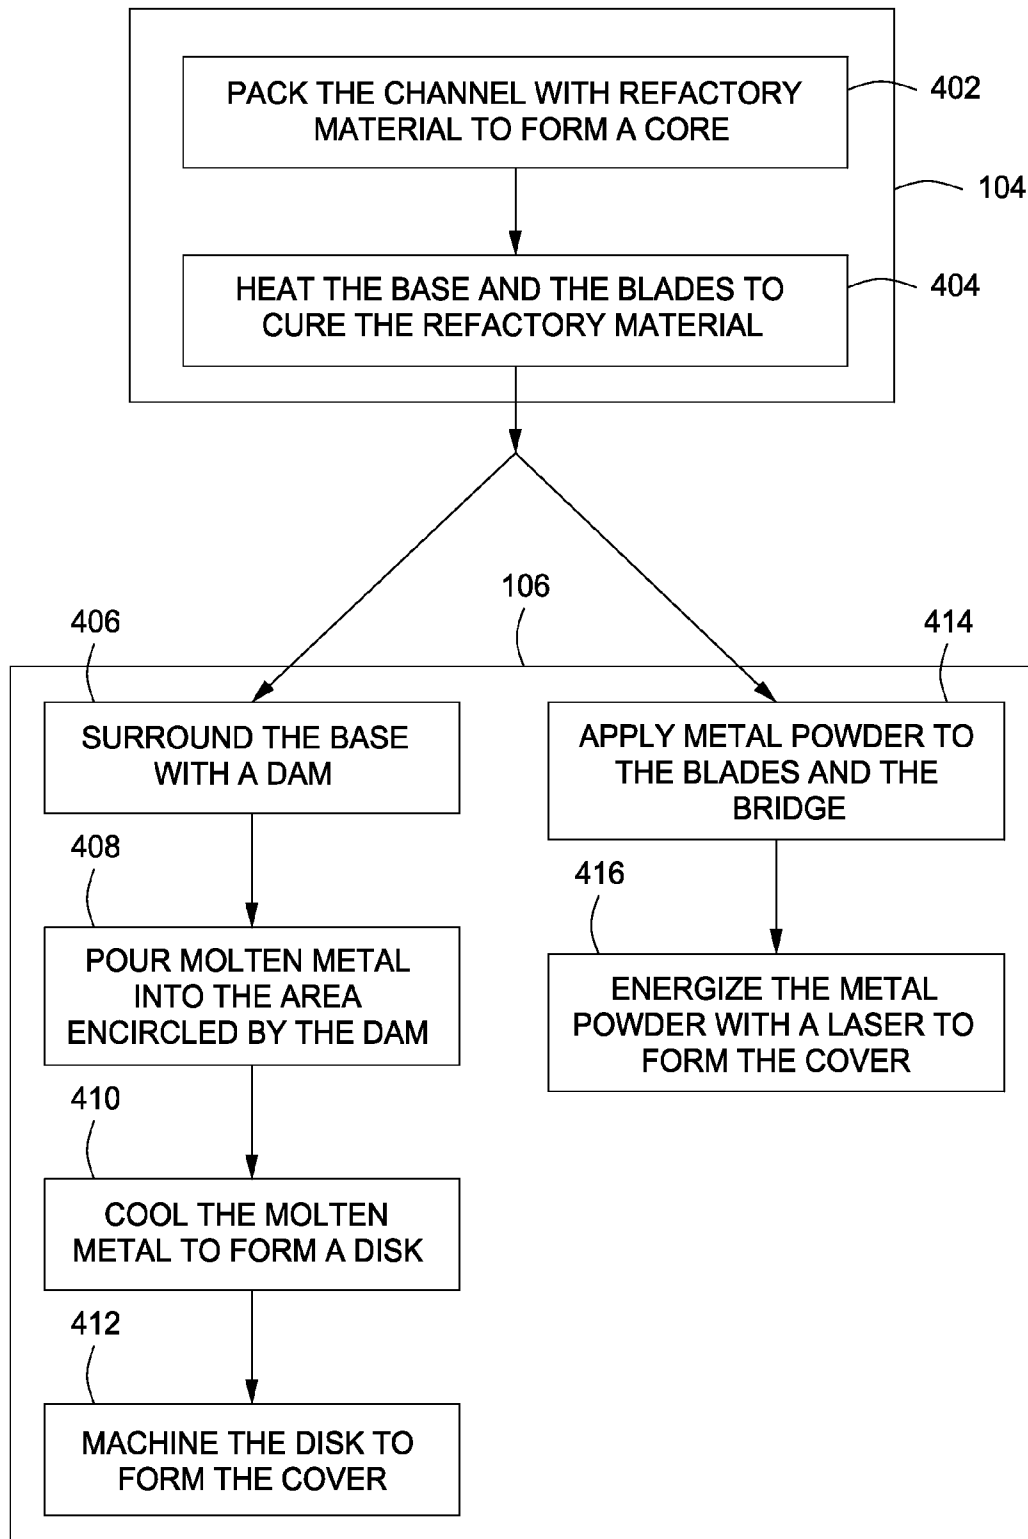 PACK THE CHANNEL WITH REFACTORY
MATERIAL TO FORM A CORE
402
104
HEAT THE BASE AND THE BLADES TO
CURE THE REFACTORY MATERIAL
404
106
406
SURROUND THE BASE
WITH A DAM
408
POUR MOLTEN METAL
INTO THE AREA
ENCIRCLED BY THE DAM
410
COOL THE MOLTEN
METAL TO FORM A DISK
412
MACHINE THE DISK TO
FORM THE COVER
414
APPLY METAL POWDER TO
THE BLADES AND THE
BRIDGE
416
ENERGIZE THE METAL
POWDER WITH A LASER TO
FORM THE COVER